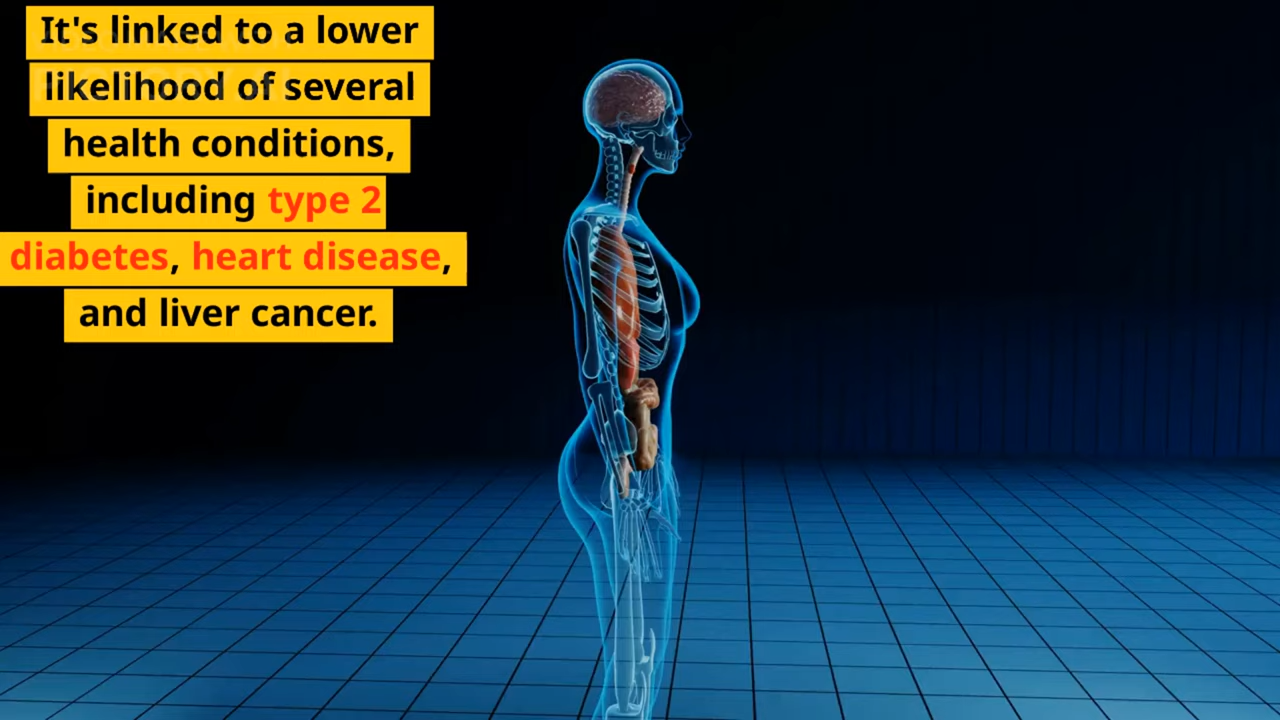 It's linked to a lower
likelihood of several
health conditions,
including type 2
diabetes, heart disease,
and liver cancer.